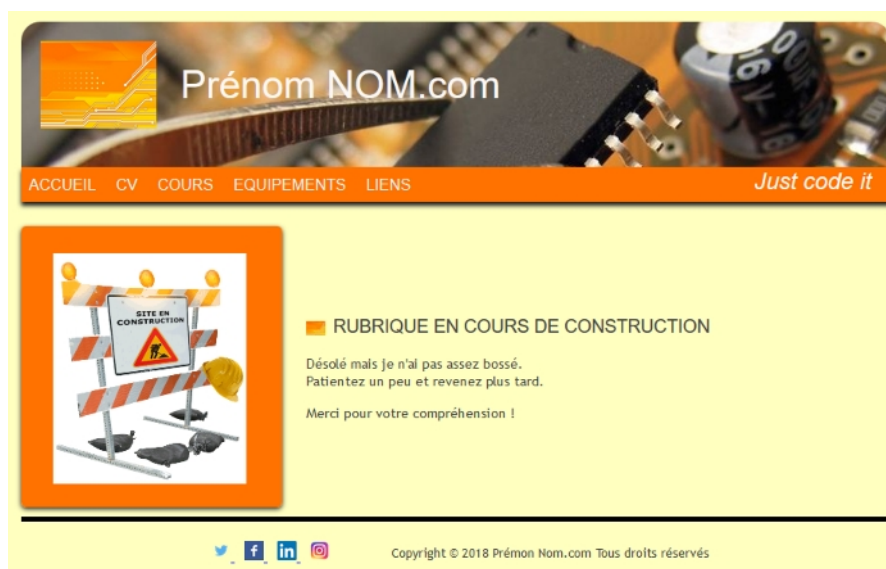 Prénom NOM.com
ACCUEIL CV COURS EQUIPEMENTS LIENS
Just code it
SITE EN
CONSTRUCTION
RUBRIQUE EN COURS DE CONSTRUCTION
Désolé mais je n'ai pas assez bossé.
Patientez un peu et revenez plus tard.
Merci pour votre compréhension !
Copyright © 2018 Prémon Nom.com Tous droits réservés